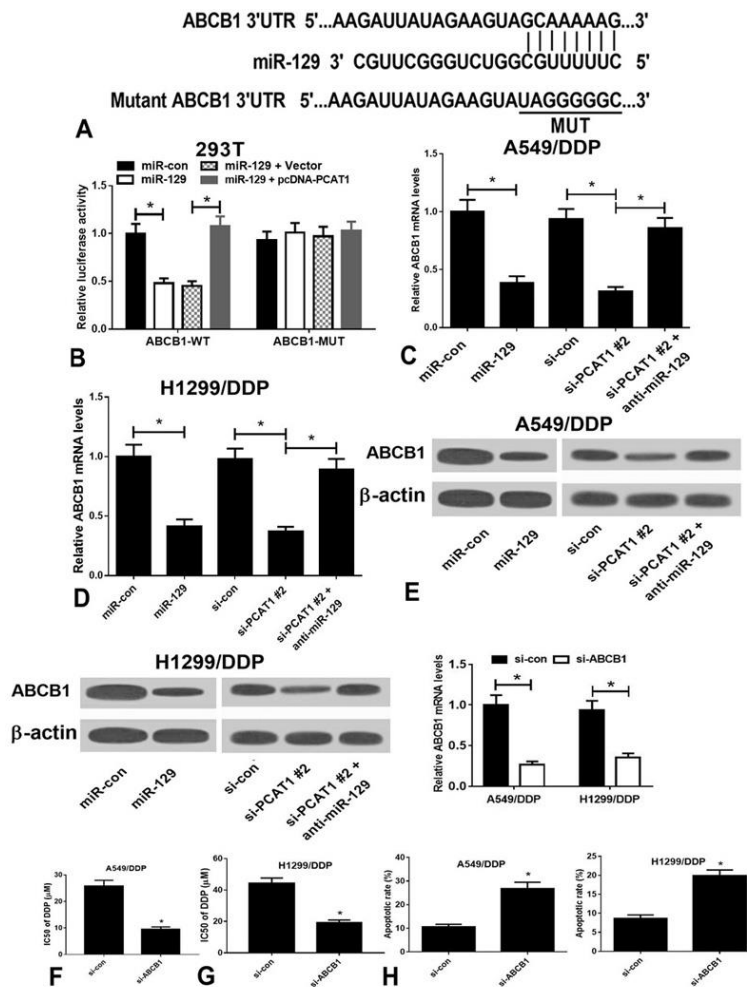 ABCB1 3'UTR 5'...AAGAUUAUAGAAGUAGCAAAAAG...3'
miR-129 3' CGUUCGGGUCUGGCGUUUUUC 5'
Mutant ABCB1 3'UTR 5'...AAGAUUAUAGAAGUAUAGGGGGC...3'
MUT
A
293T
miR-con
miR-129 + Vector
miR-129
miR-129 + pcDNA-PCAT1
Relative luciferase activity
1.5
1.0
0.5
0.0
*
*
ABCB1-WT
ABCB1-MUT
B
A549/DDP
Relative ABCB1 mRNA levels
1.5
1.0
0.5
0.0
*
*
*
miR-con
miR-129
si-con
si-PCAT1 #2
si-PCAT1 #2 +
anti-miR-129
C
H1299/DDP
Relative ABCB1 mRNA levels
1.5
1.0
0.5
0.0
*
*
*
miR-con
miR-129
si-con
si-PCAT1 #2
si-PCAT1 #2 +
anti-miR-129
D
A549/DDP
ABCB1
β-actin
miR-con
miR-129
si-con
si-PCAT1 #2
si-PCAT1 #2 +
anti-miR-129
E
H1299/DDP
ABCB1
β-actin
miR-con
miR-129
si-con
si-PCAT1 #2
si-PCAT1 #2 +
anti-miR-129
si-con
si-ABCB1
Relative ABCB1 mRNA levels
1.5
1.0
0.5
0.0
*
*
A549/DDP
H1299/DDP
A549/DDP
IC50 of DDP (μM)
30
20
10
0
*
si-con
si-ABCB1
F
H1299/DDP
IC50 of DDP (μM)
60
40
20
0
*
si-con
si-ABCB1
G
A549/DDP
Apoptotic rate (%)
40
30
20
10
0
*
si-con
si-ABCB1
H
H1299/DDP
Apoptotic rate (%)
25
20
15
10
5
0
*
si-con
si-ABCB1